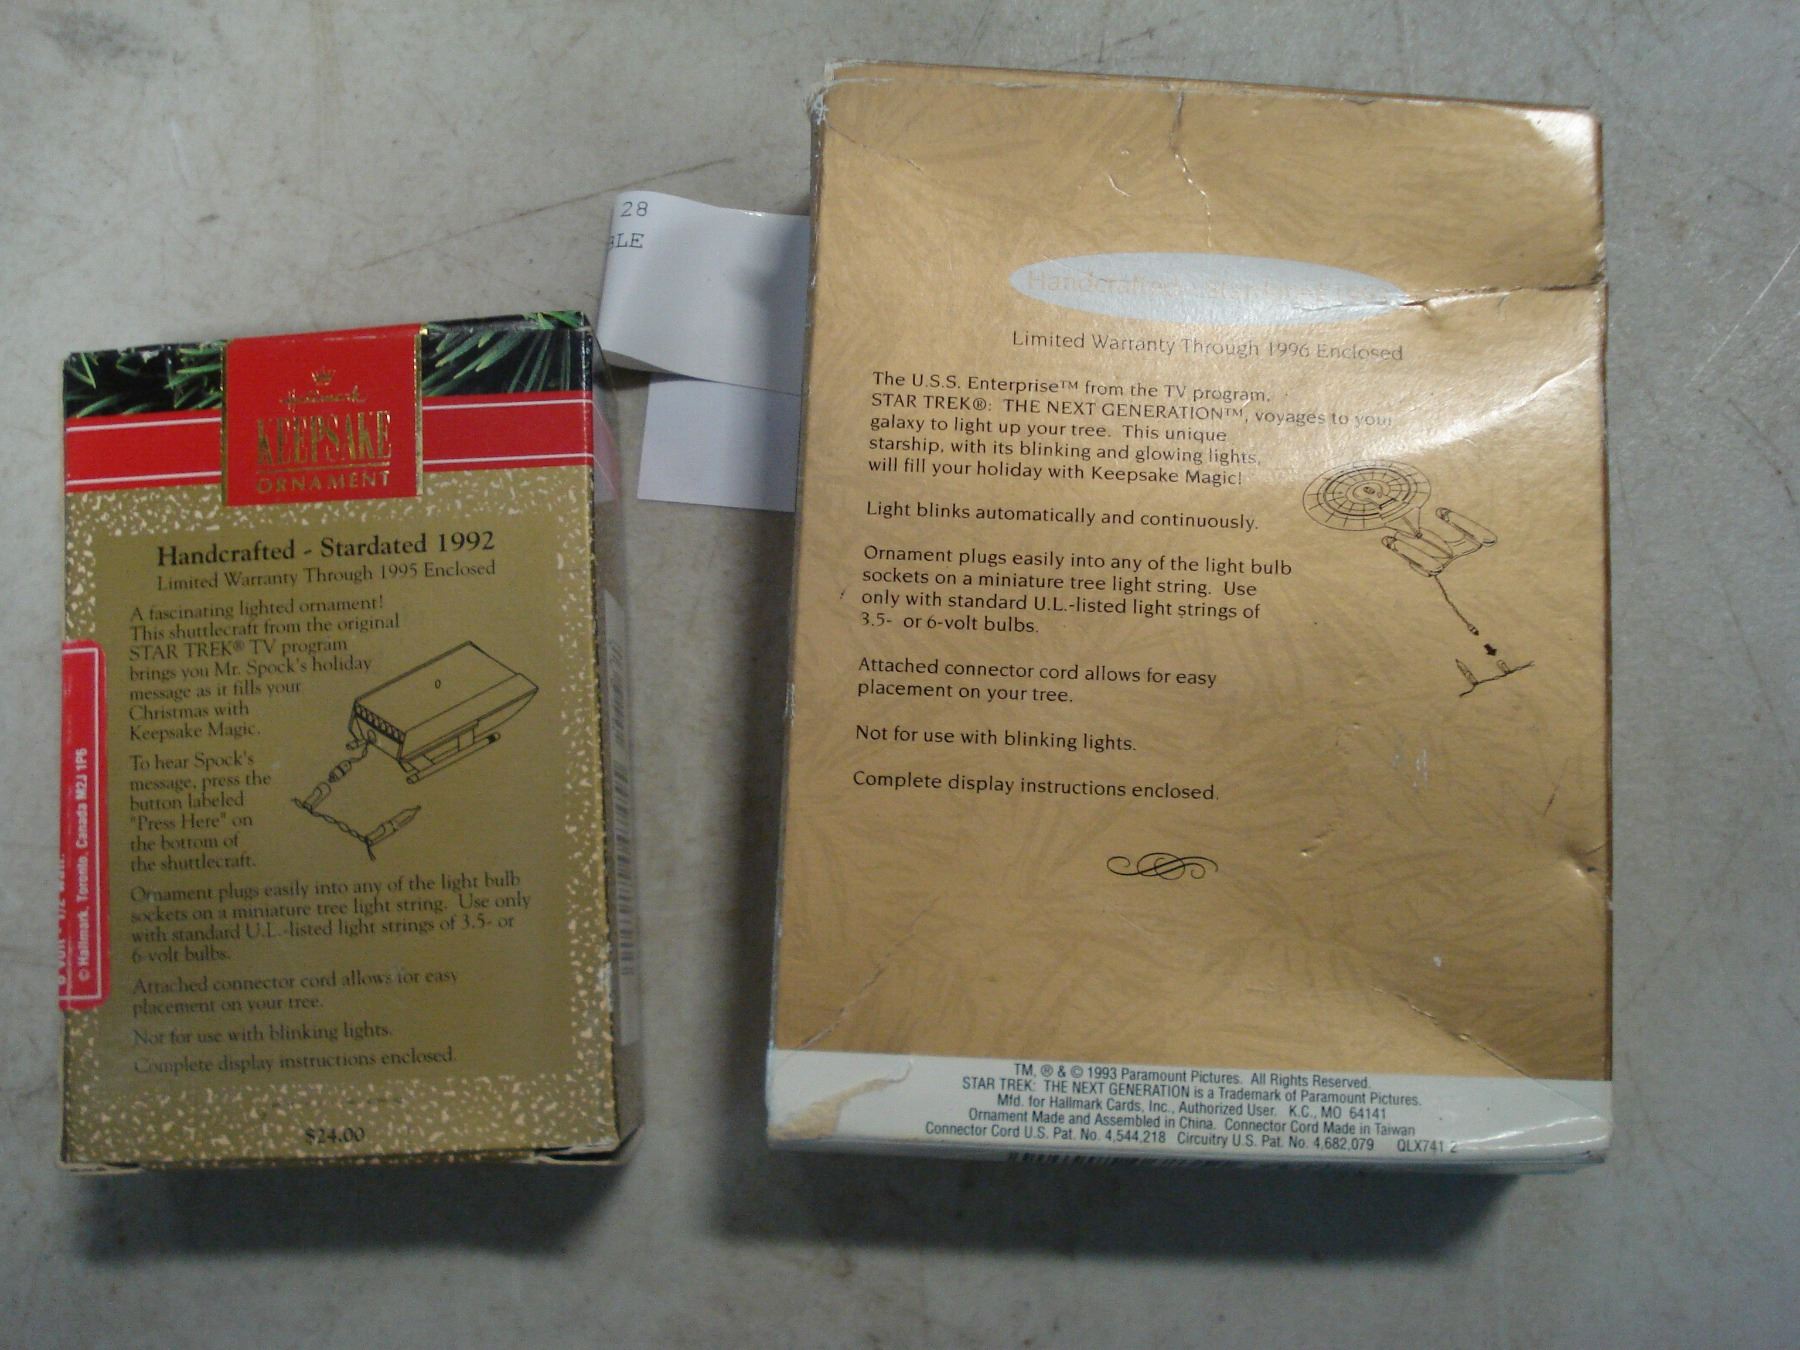 28
BLE
Hallmark
KEEPSAKE
ORNAMENT
Handcrafted - Stardated 1992
Limited Warranty Through 1995 Enclosed
A fascinating lighted ornament!
This shuttlecraft from the original
STAR TREK® TV program
brings you Mr. Spock's holiday
message as it fills your
Christmas with
Keepsake Magic.
To hear Spock's
message, press the
button labeled
"Press Here" on
the bottom of
the shuttlecraft.
Ornament plugs easily into any of the light bulb
sockets on a miniature tree light string. Use only
with standard U.L.-listed light strings of 3.5- or
6-volt bulbs.
Attached connector cord allows for easy
placement on your tree.
Not for use with blinking lights.
Complete display instructions enclosed.
$24.00
© Hallmark, Toronto, Canada M2J 1P6
Handcrafted -
Limited Warranty Through 1996 Enclosed
The U.S.S. Enterprise™ from the TV program,
STAR TREK®: THE NEXT GENERATION™, voyages to your
galaxy to light up your tree. This unique
starship, with its blinking and glowing lights,
will fill your holiday with Keepsake Magic!
Light blinks automatically and continuously.
Ornament plugs easily into any of the light bulb
sockets on a miniature tree light string. Use
only with standard U.L.-listed light strings of
3.5- or 6-volt bulbs.
Attached connector cord allows for easy
placement on your tree.
Not for use with blinking lights.
Complete display instructions enclosed.
TM, ® & © 1993 Paramount Pictures. All Rights Reserved.
STAR TREK: THE NEXT GENERATION is a Trademark of Paramount Pictures.
Mfd. for Hallmark Cards, Inc., Authorized User. K.C., MO 64141
Ornament Made and Assembled in China. Connector Cord Made in Taiwan
Connector Cord U.S. Pat. No. 4,544,218 Circuitry U.S. Pat. No. 4,682,079 QLX741 2